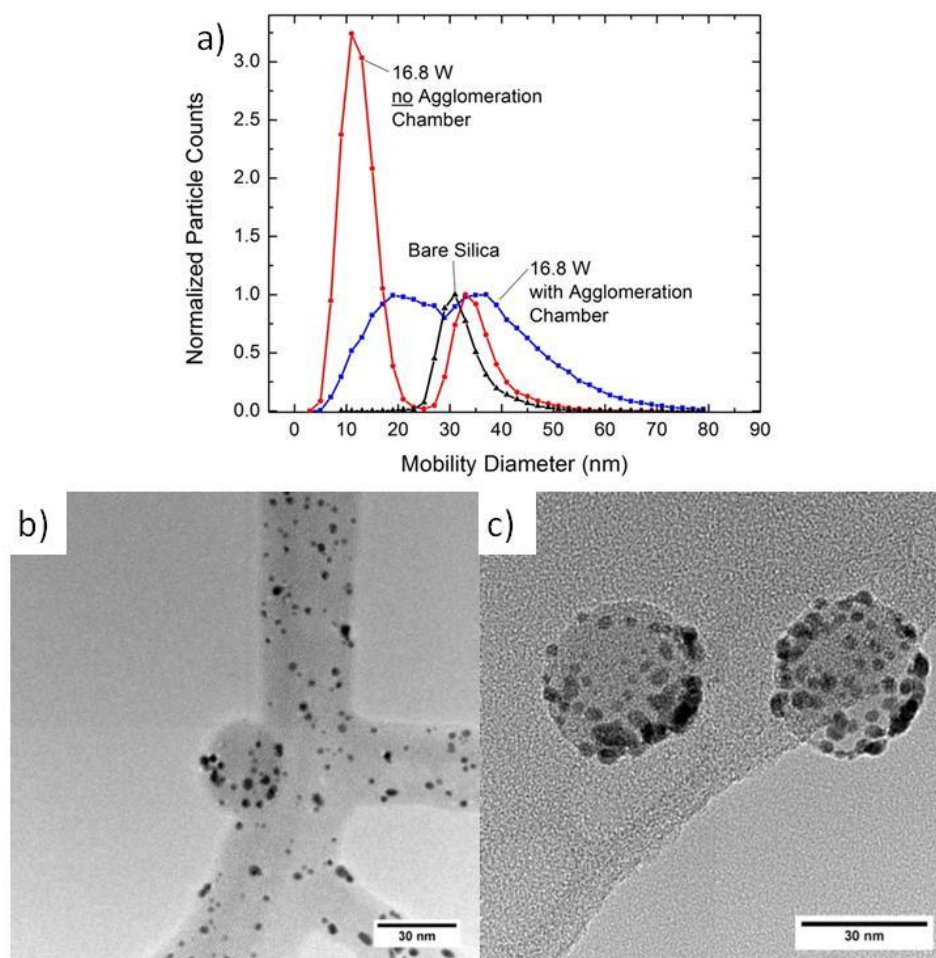 a)
3.5
3.0
2.5
2.0
1.5
1.0
0.5
0.0
Normalized Particle Counts
16.8 W
no Agglomeration
Chamber
Bare Silica
16.8 W
with Agglomeration
Chamber
0 10 20 30 40 50 60 70 80 90
Mobility Diameter (nm)
b)
30 nm
c)
30 nm